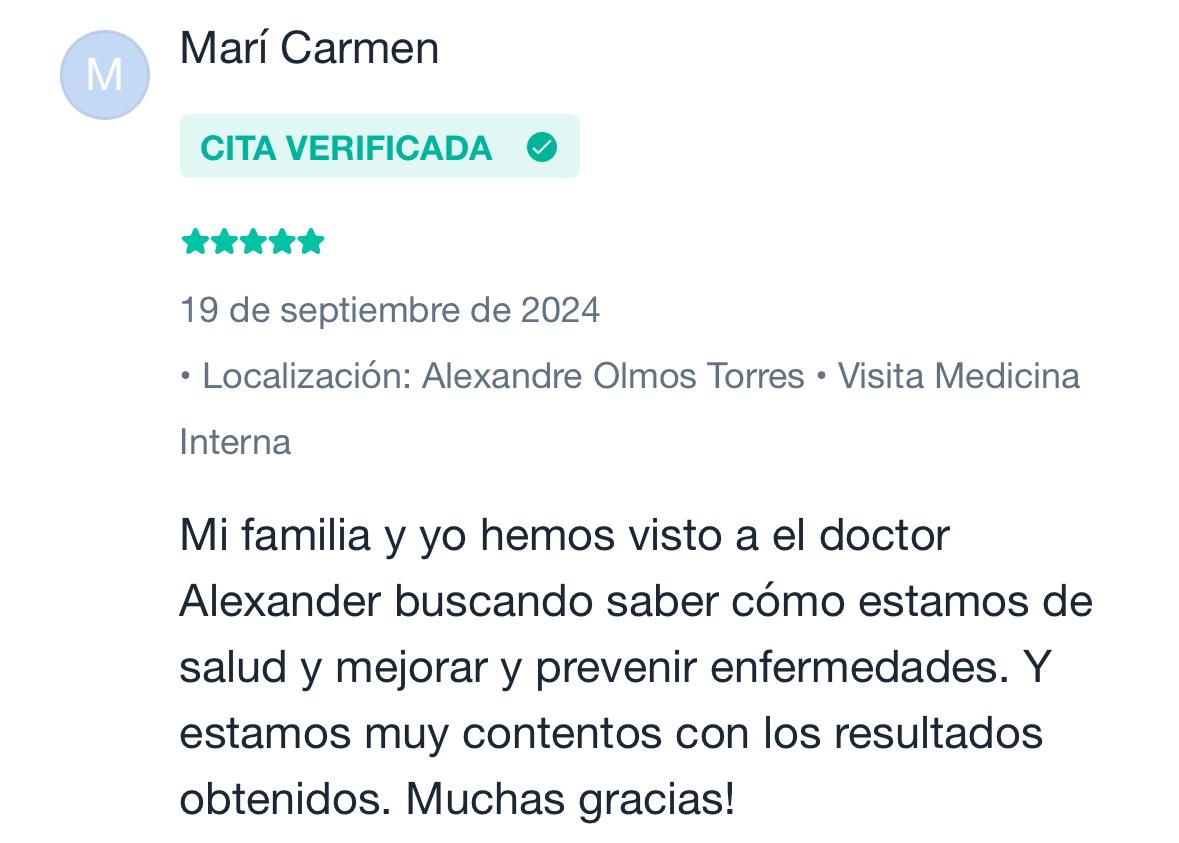 M
Marí Carmen
CITA VERIFICADA
19 de septiembre de 2024
• Localización: Alexandre Olmos Torres • Visita Medicina
Interna
Mi familia y yo hemos visto a el doctor
Alexander buscando saber cómo estamos de
salud y mejorar y prevenir enfermedades. Y
estamos muy contentos con los resultados
obtenidos. Muchas gracias!